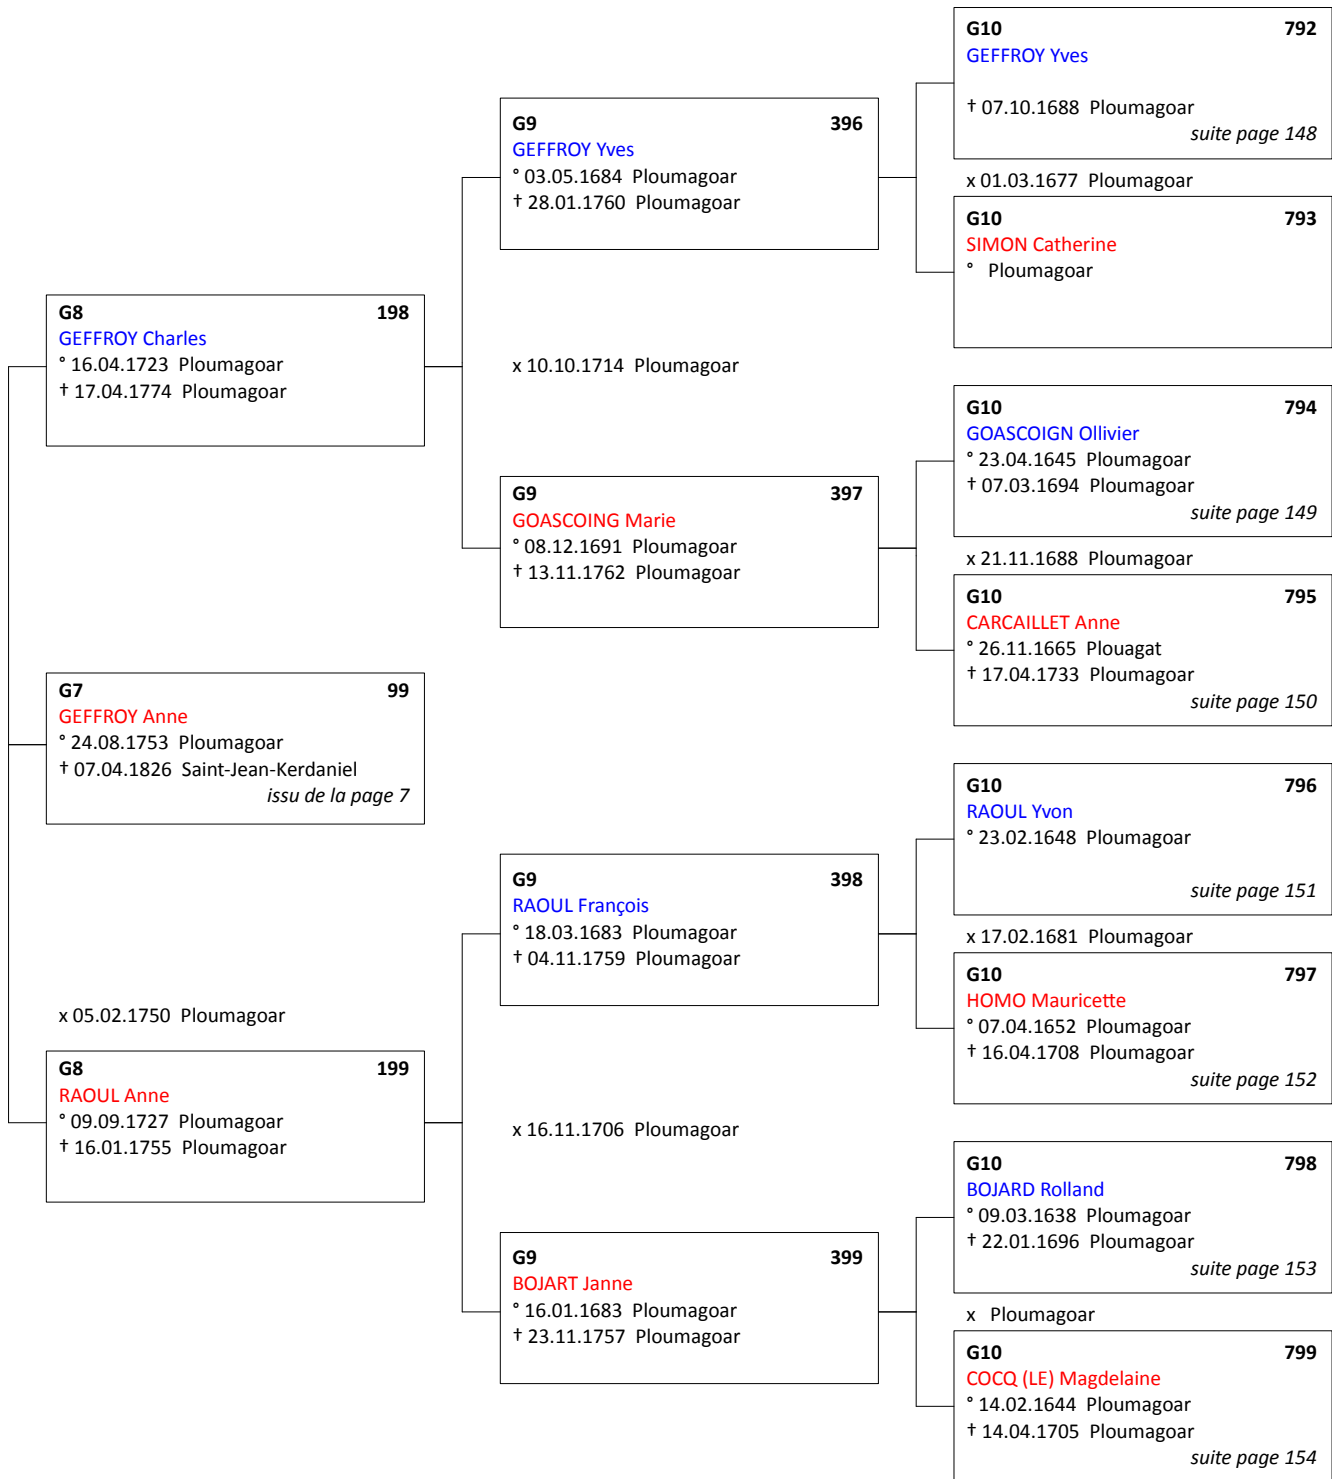 G10 792
GEFFROY Yves
† 07.10.1688 Ploumagoar
suite page 148
x 01.03.1677 Ploumagoar
G10 793
SIMON Catherine
° Ploumagoar
G9 396
GEFFROY Yves
° 03.05.1684 Ploumagoar
† 28.01.1760 Ploumagoar
G8 198
GEFFROY Charles
° 16.04.1723 Ploumagoar
† 17.04.1774 Ploumagoar
x 10.10.1714 Ploumagoar
G10 794
GOASCOIGN Ollivier
° 23.04.1645 Ploumagoar
† 07.03.1694 Ploumagoar
suite page 149
x 21.11.1688 Ploumagoar
G10 795
CARCAILLET Anne
° 26.11.1665 Plouagat
† 17.04.1733 Ploumagoar
suite page 150
G9 397
GOASCOING Marie
° 08.12.1691 Ploumagoar
† 13.11.1762 Ploumagoar
G7 99
GEFFROY Anne
° 24.08.1753 Ploumagoar
† 07.04.1826 Saint-Jean-Kerdaniel
issu de la page 7
G10 796
RAOUL Yvon
° 23.02.1648 Ploumagoar
suite page 151
x 17.02.1681 Ploumagoar
G10 797
HOMO Mauricette
° 07.04.1652 Ploumagoar
† 16.04.1708 Ploumagoar
suite page 152
G9 398
RAOUL François
° 18.03.1683 Ploumagoar
† 04.11.1759 Ploumagoar
x 05.02.1750 Ploumagoar
G8 199
RAOUL Anne
° 09.09.1727 Ploumagoar
† 16.01.1755 Ploumagoar
x 16.11.1706 Ploumagoar
G10 798
BOJARD Rolland
° 09.03.1638 Ploumagoar
† 22.01.1696 Ploumagoar
suite page 153
x Ploumagoar
G10 799
COCQ (LE) Magdelaine
° 14.02.1644 Ploumagoar
† 14.04.1705 Ploumagoar
suite page 154
G9 399
BOJART Janne
° 16.01.1683 Ploumagoar
† 23.11.1757 Ploumagoar